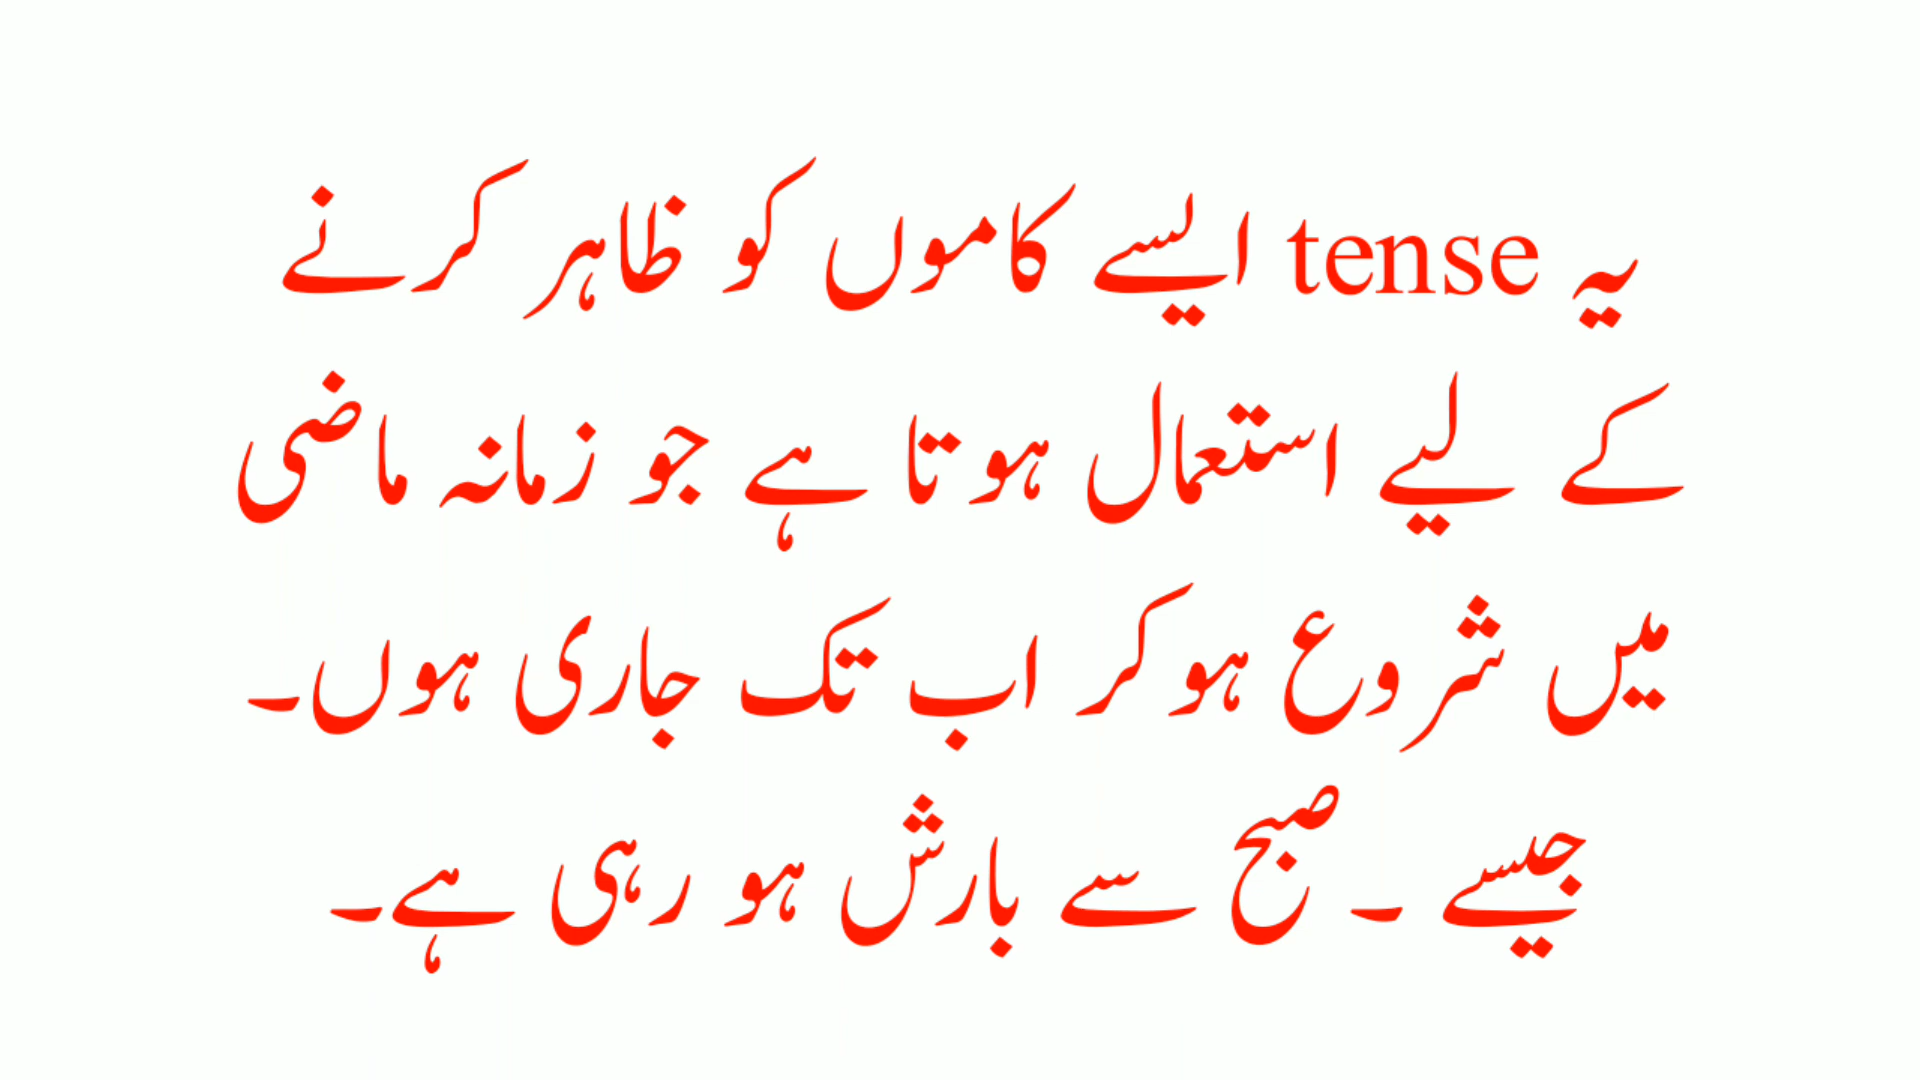 یہ tense ایسے کاموں کو ظاہر کرنے
کے لیے استعمال ہوتا ہے جو زمانہ ماضی
میں شروع ہوکر اب تک جاری ہوں۔
جیسے ۔ صبح سے بارش ہو رہی ہے۔